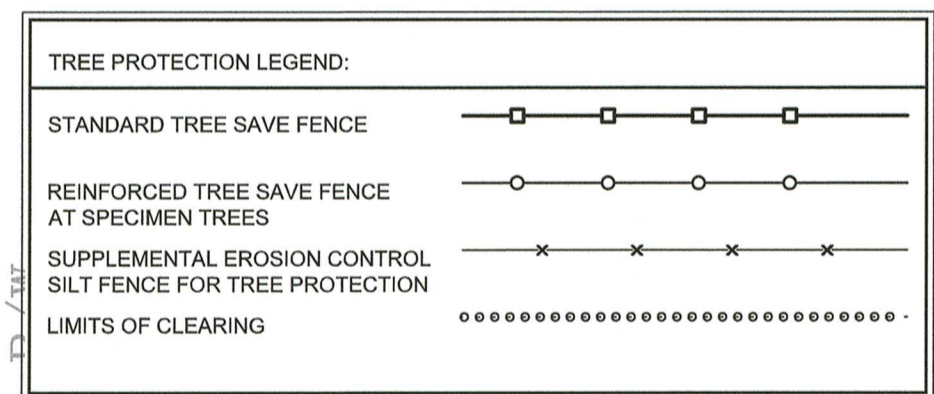 TREE PROTECTION LEGEND:
STANDARD TREE SAVE FENCE
REINFORCED TREE SAVE FENCE
AT SPECIMEN TREES
SUPPLEMENTAL EROSION CONTROL
SILT FENCE FOR TREE PROTECTION
LIMITS OF CLEARING